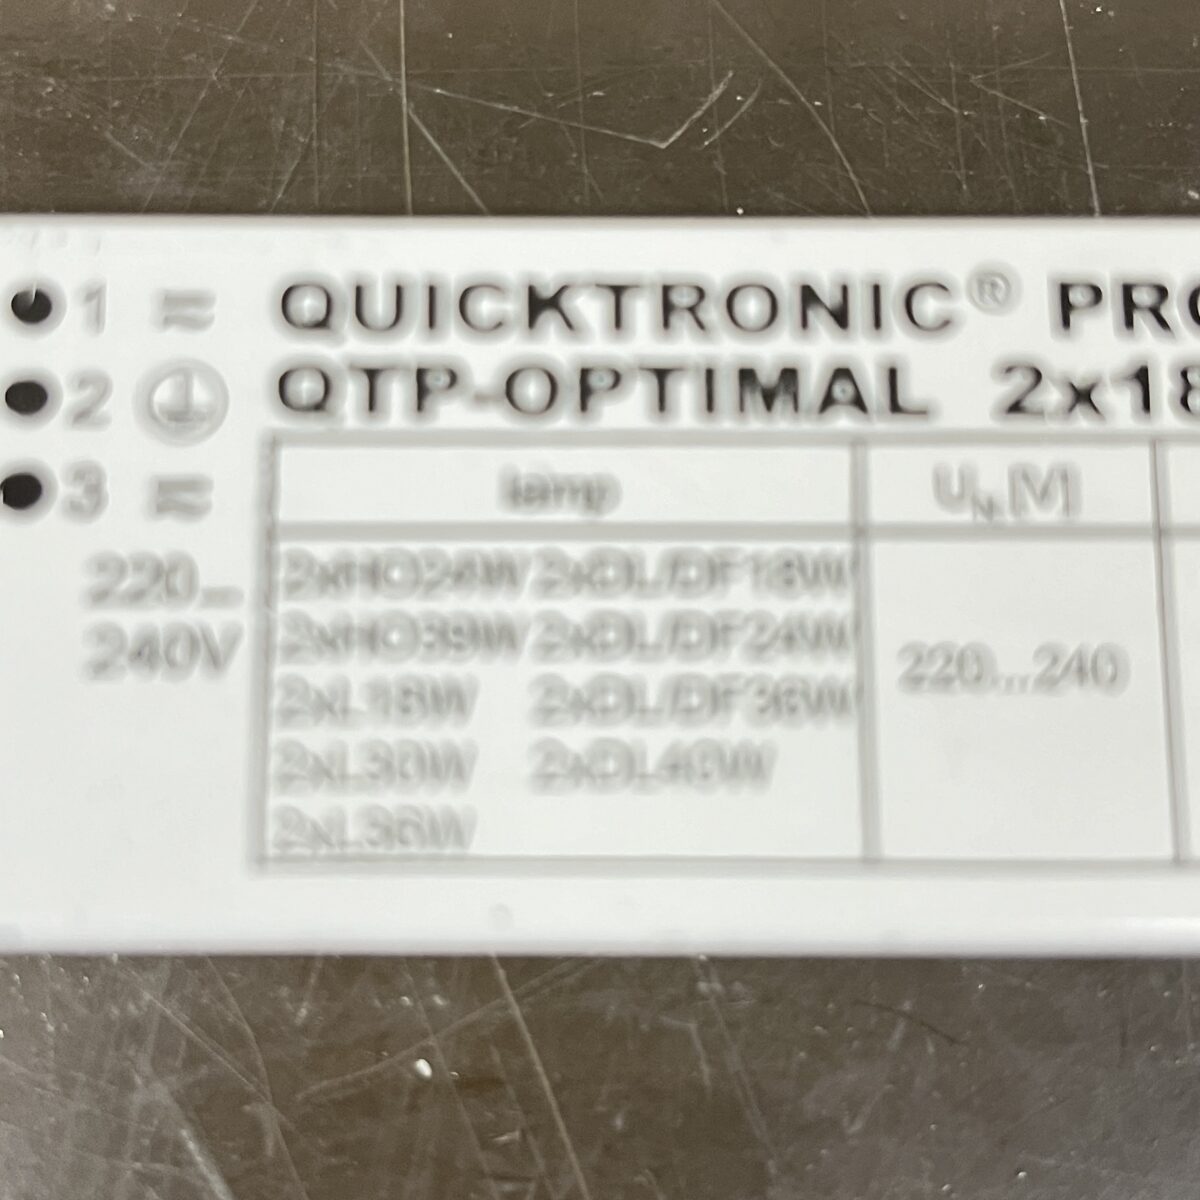 1 QUICKTRONIC® PRO
2 QTP-OPTIMAL 2x18
3 lamp UN[V]
220...
240V
2xHO24W 2xDL/DF18W
2xHO39W 2xDL/DF24W
220...240
2xL18W 2xDL/DF36W
2xL30W 2xDL40W
2xL36W